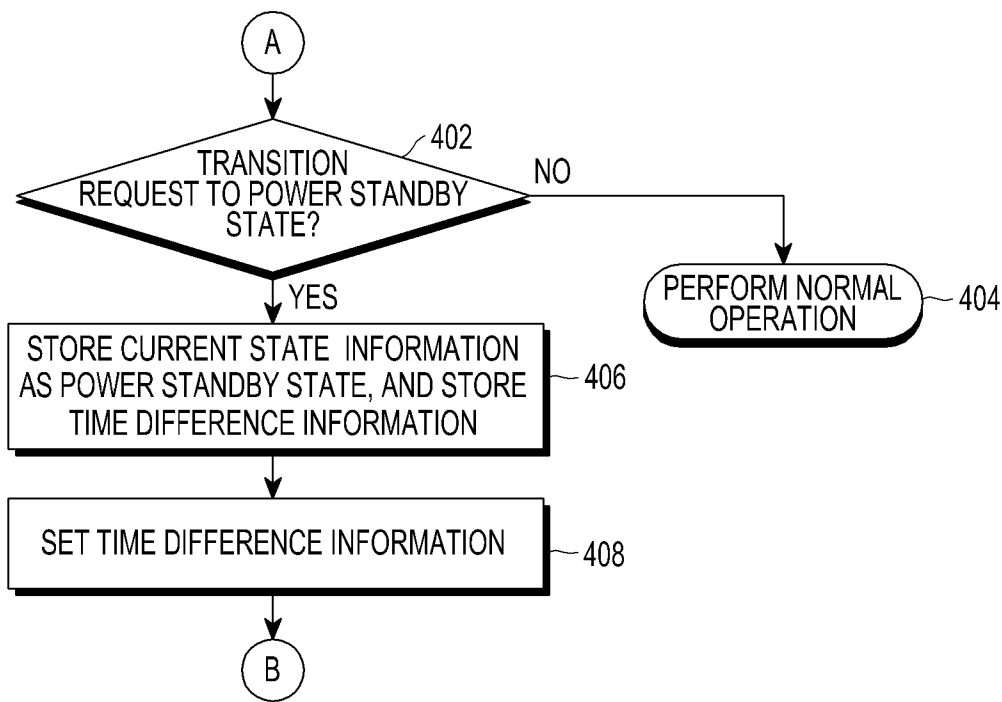 A
402
TRANSITION
REQUEST TO POWER STANDBY
STATE?
NO
YES
PERFORM NORMAL
OPERATION
404
STORE CURRENT STATE INFORMATION
AS POWER STANDBY STATE, AND STORE
TIME DIFFERENCE INFORMATION
406
SET TIME DIFFERENCE INFORMATION
408
B